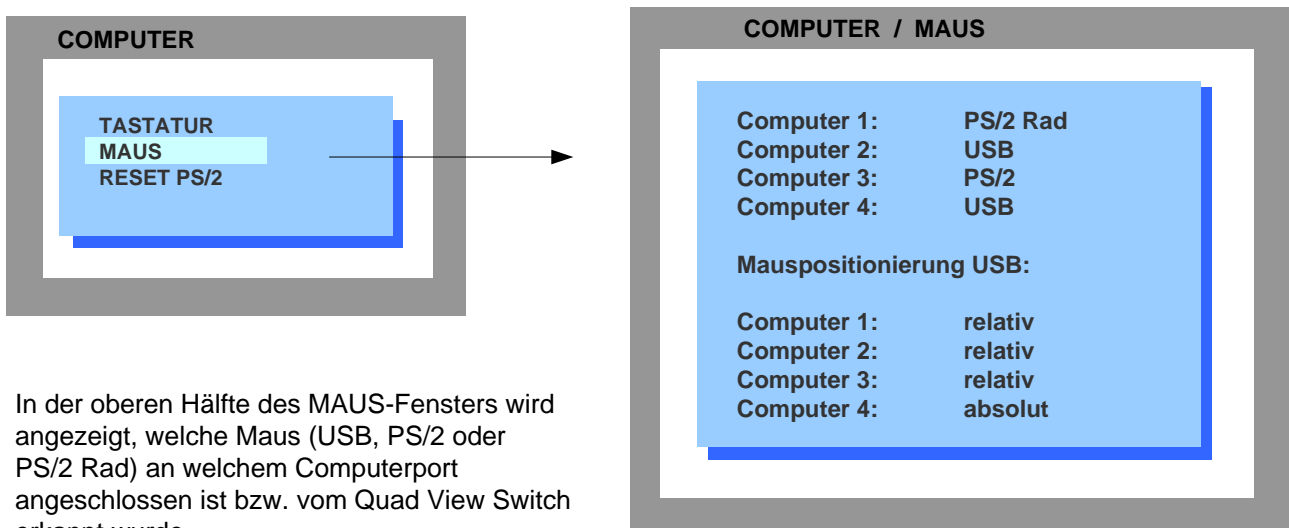 COMPUTER
TASTATUR
MAUS
RESET PS/2
In der oberen Hälfte des MAUS-Fensters wird
angezeigt, welche Maus (USB, PS/2 oder
PS/2 Rad) an welchem Computerport
angeschlossen ist bzw. vom Quad View Switch
erkannt wurde
COMPUTER / MAUS
Computer 1: PS/2 Rad
Computer 2: USB
Computer 3: PS/2
Computer 4: USB
Mauspositionierung USB:
Computer 1: relativ
Computer 2: relativ
Computer 3: relativ
Computer 4: absolut